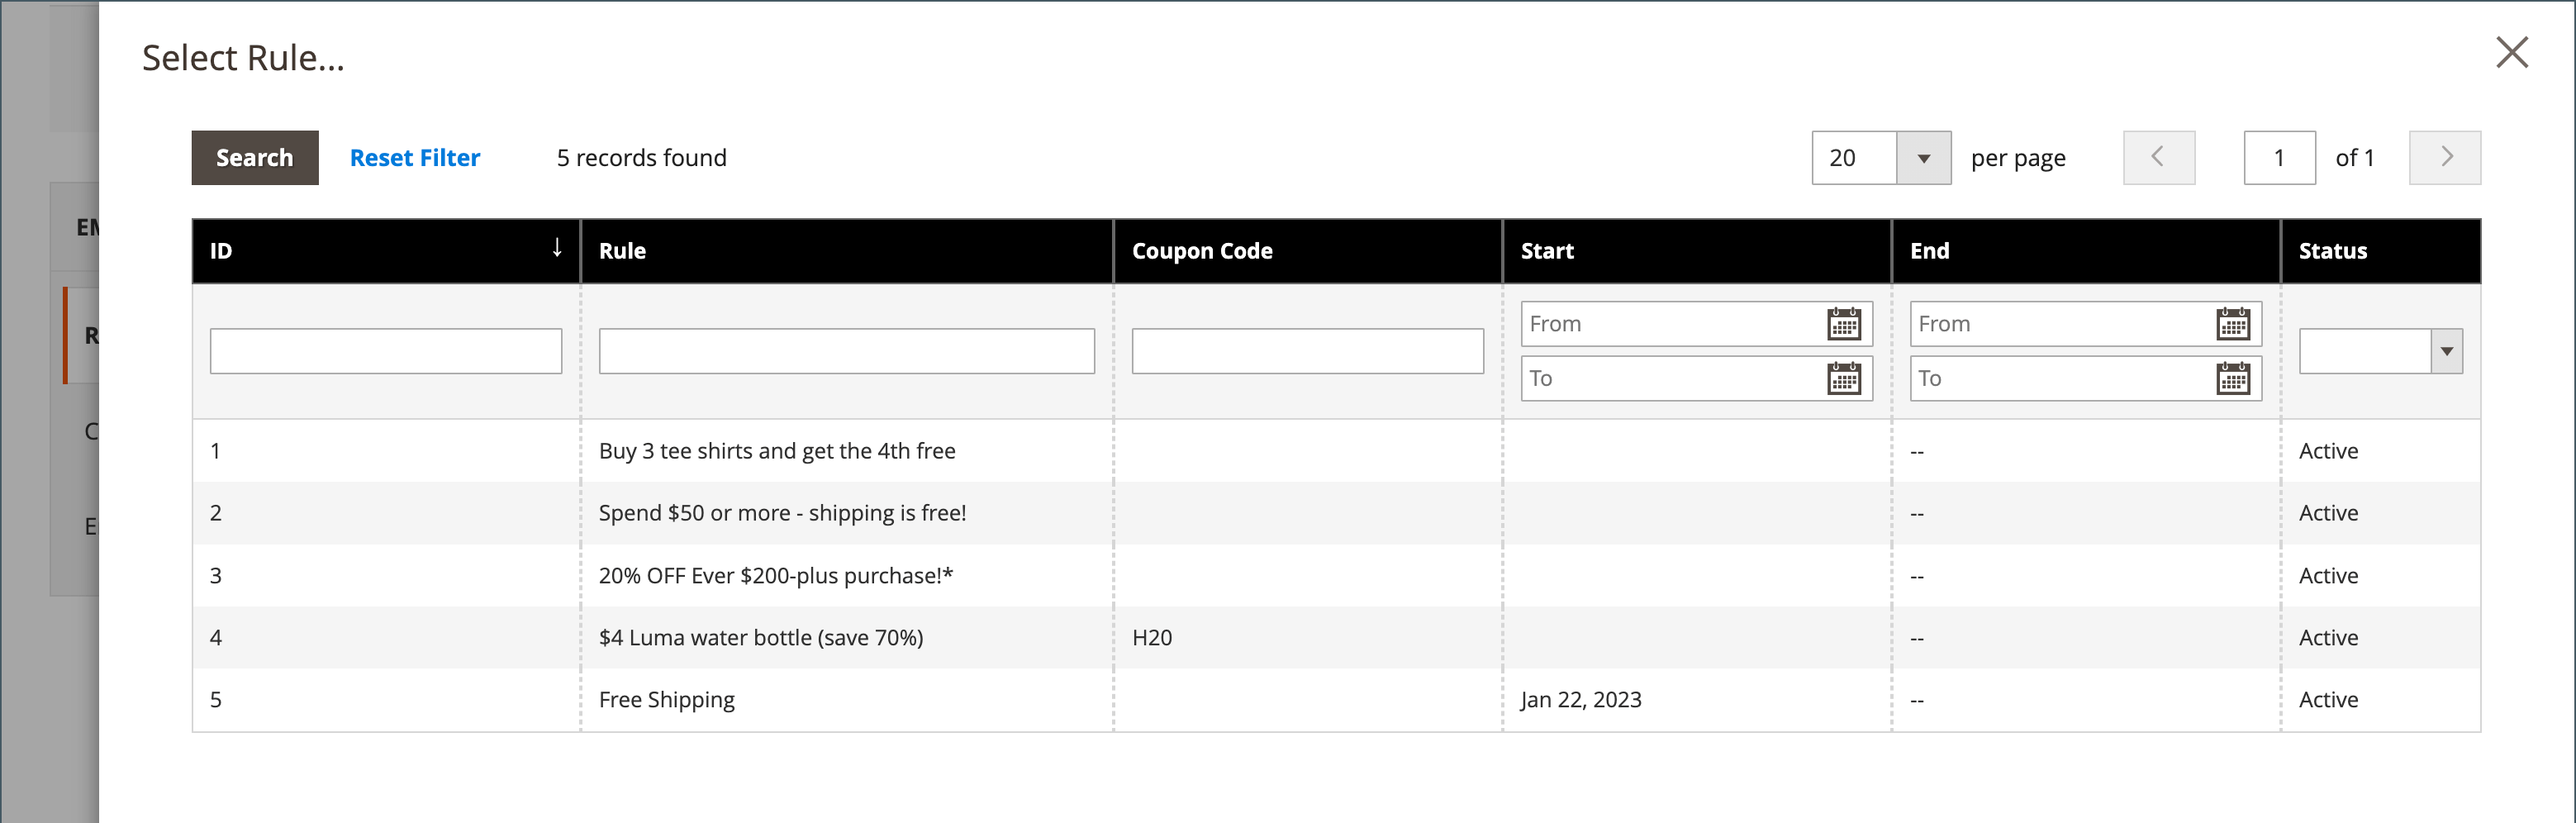 Select Rule...
Search Reset Filter 5 records found 20 per page 1 of 1
ID Rule Coupon Code Start End Status
From From
To To
1 Buy 3 tee shirts and get the 4th free -- Active
2 Spend $50 or more - shipping is free! -- Active
3 20% OFF Ever $200-plus purchase!* -- Active
4 $4 Luma water bottle (save 70%) H20 -- Active
5 Free Shipping Jan 22, 2023 -- Active